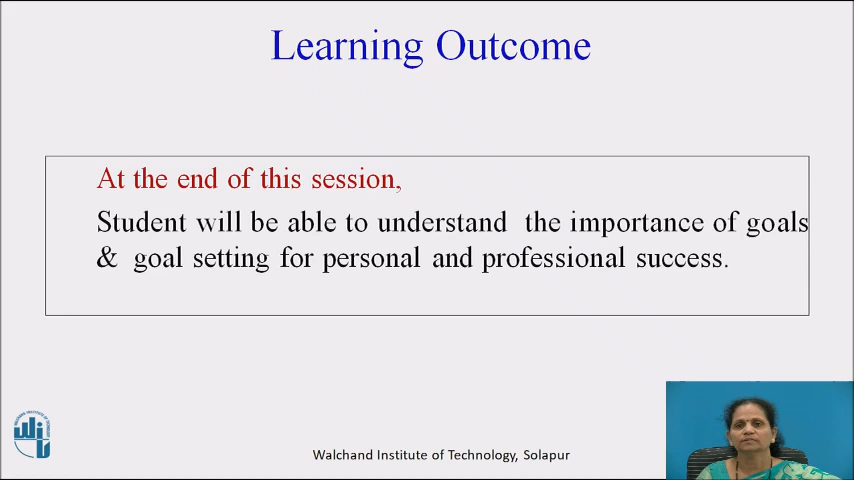 Learning Outcome
At the end of this session,
Student will be able to understand the importance of goals
& goal setting for personal and professional success.
WIT
Walchand Institute of Technology, Solapur